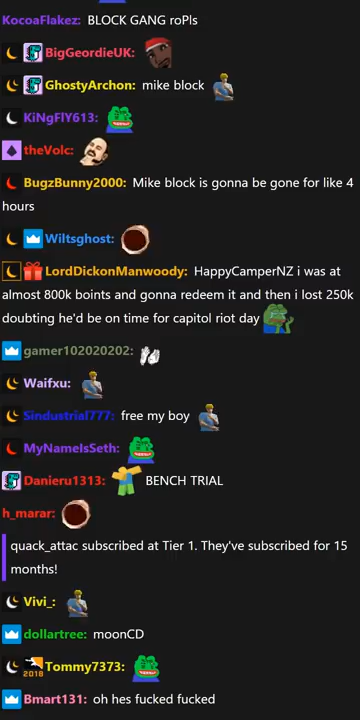 KocoaFlakez: BLOCK GANG roPls
BigGeordieUK:
GhostyArchon: mike block
KiNgFlY613:
theVolc:
BugzBunny2000: Mike block is gonna be gone for like 4
hours
Wiltsghost:
LordDickonManwoody: HappyCamperNZ i was at
almost 800k boints and gonna redeem it and then i lost 250k
doubting he'd be on time for capitol riot day
gamer102020202:
Waifxu:
Sindustrial777: free my boy
MyNameIsSeth:
Danieru1313: BENCH TRIAL
h_marar:
quack_attac subscribed at Tier 1. They've subscribed for 15
months!
Vivi_:
dollartree: moonCD
2018 Tommy7373:
Bmart131: oh hes fucked fucked